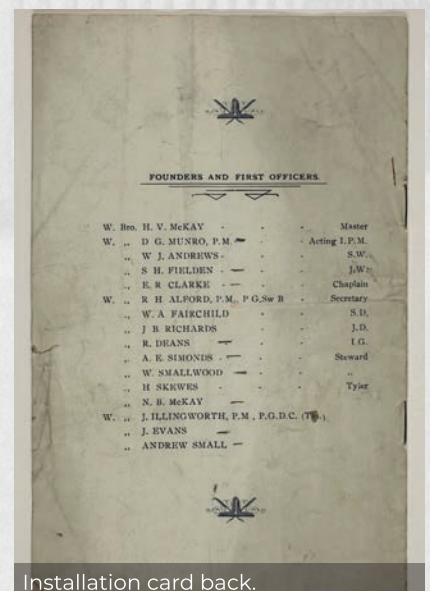 FOUNDERS AND FIRST OFFICERS.
W. Bro. H. V. McKAY - - - Master
W. „ D G. MUNRO, P.M. - - Acting I.P.M.
„ W J. ANDREWS - - - S.W.
„ S H. FIELDEN - - - J.W.
„ E. R CLARKE - - - Chaplain
W. „ R H ALFORD, P.M., P G.Sw B - Secretary
„ W. A FAIRCHILD - - S.D.
„ J B. RICHARDS - - J.D.
„ R. DEANS - - - I.G.
„ A. E. SIMONDS - - - Steward
„ W. SMALLWOOD - - „
„ H SKEWES - - - Tyler
„ N. B. McKAY
W. „ J. ILLINGWORTH, P.M., P.G.D.C.
„ J. EVANS
„ ANDREW SMALL
Installation card back.